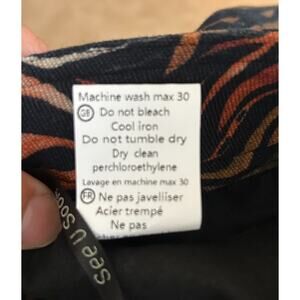 Machine wash max 30
GB Do not bleach
Cool iron
Do not tumble dry
Dry clean
perchloroethylene
Lavage en machine max 30
FR Ne pas javeliiser
Acier trempé
Ne pas
See U Soon